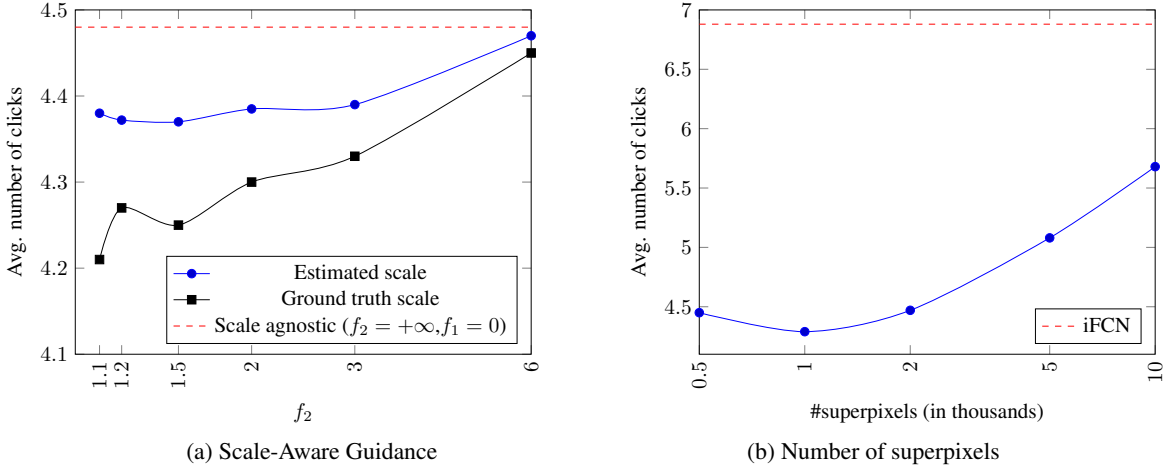 4.5
4.4
4.3
4.2
4.1
Avg. number of clicks
Estimated scale
Ground truth scale
Scale agnostic (f₂ = +∞,f₁ = 0)
1.1
1.2
1.5
2
3
6
f₂
(a) Scale-Aware Guidance
7
6.5
6
5.5
5
4.5
Avg. number of clicks
iFCN
0.5
1
2
5
10
#superpixels (in thousands)
(b) Number of superpixels